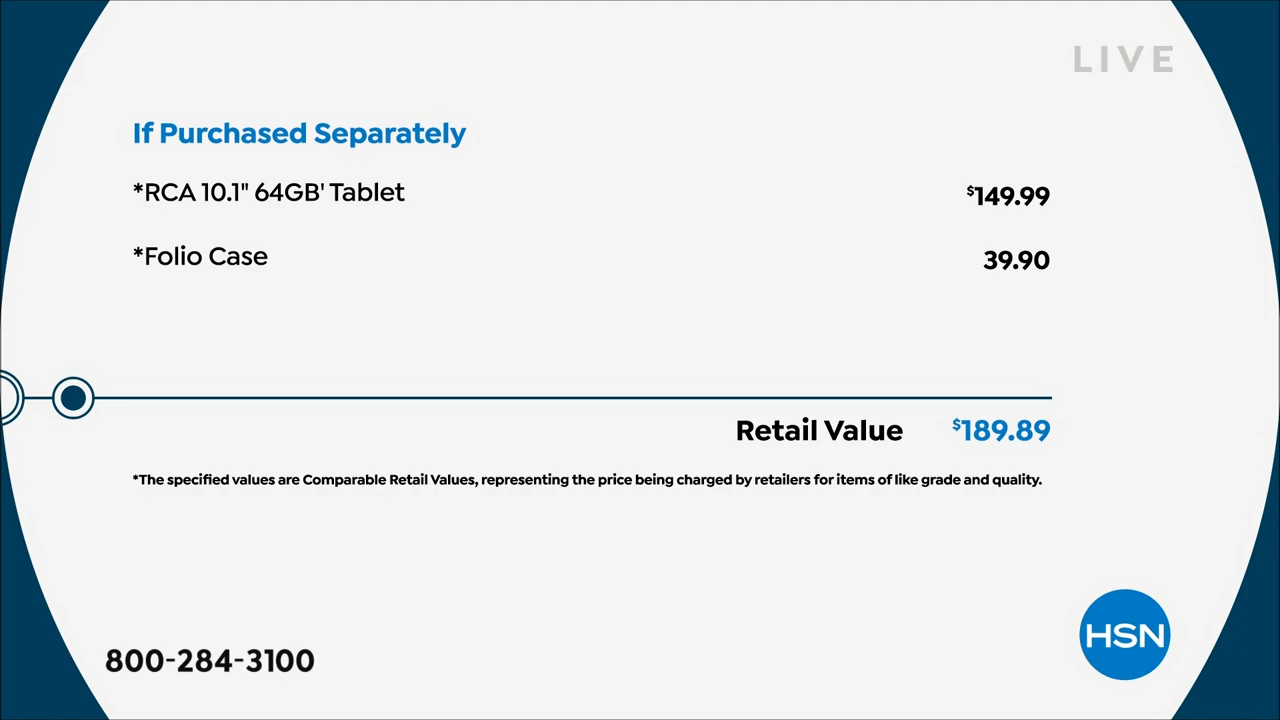 LIVE
If Purchased Separately
*RCA 10.1" 64GB' Tablet $149.99
*Folio Case 39.90
Retail Value $189.89
*The specified values are Comparable Retail Values, representing the price being charged by retailers for items of like grade and quality.
HSN
800-284-3100